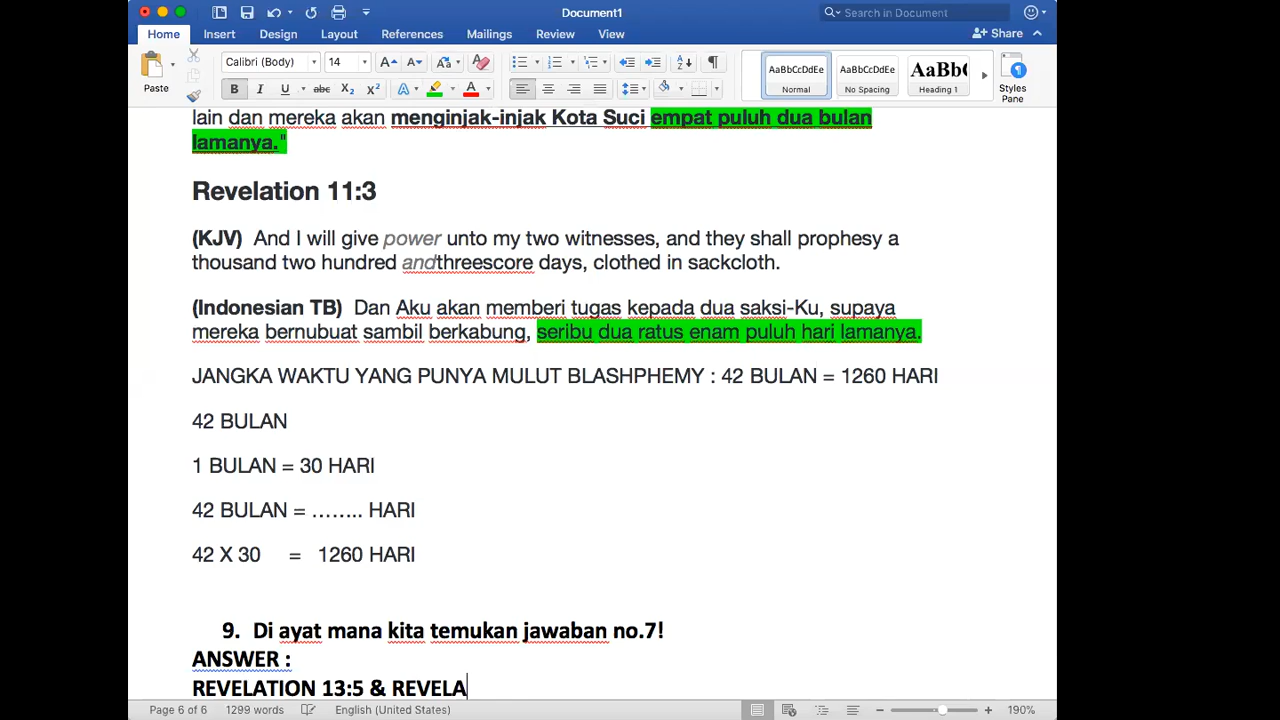 Document1
Search in Document
Home Insert Design Layout References Mailings Review View
Share
Paste
Calibri (Body) 14
AaBbCcDdEe AaBbCcDdEe AaBbC
Normal No Spacing Heading 1
Styles Pane
lain dan mereka akan menginjak-injak Kota Suci empat puluh dua bulan
lamanya."
Revelation 11:3
(KJV) And I will give power unto my two witnesses, and they shall prophesy a
thousand two hundred andthreescore days, clothed in sackcloth.
(Indonesian TB) Dan Aku akan memberi tugas kepada dua saksi-Ku, supaya
mereka bernubuat sambil berkabung, seribu dua ratus enam puluh hari lamanya.
JANGKA WAKTU YANG PUNYA MULUT BLASHPHEMY : 42 BULAN = 1260 HARI
42 BULAN
1 BULAN = 30 HARI
42 BULAN = …….. HARI
42 X 30 = 1260 HARI
9. Di ayat mana kita temukan jawaban no.7!
ANSWER :
REVELATION 13:5 & REVELA
Page 6 of 6 1299 words English (United States) 190%